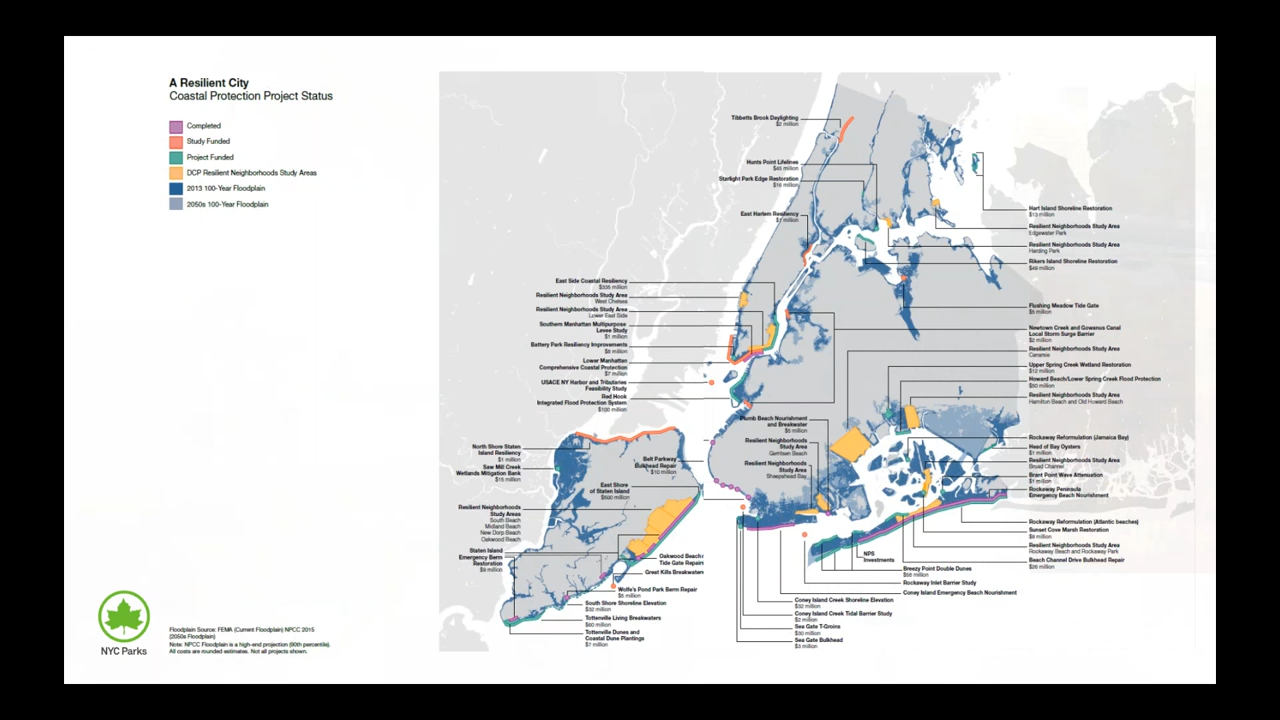 A Resilient City
Coastal Protection Project Status
Completed
Study Funded
Project Funded
DCP Resilient Neighborhoods Study Areas
2013 100-Year Floodplain
2050s 100-Year Floodplain
Tibbetts Brook Daylighting
$2 million
Hunts Point Lifelines
$45 million
Starlight Park Edge Restoration
$16 million
East Harlem Resiliency
$1 million
East Side Coastal Resiliency
$335 million
Resilient Neighborhoods Study Area
West Chelsea
Resilient Neighborhoods Study Area
Lower East Side
Southern Manhattan Multipurpose
Levee Study
$1 million
Battery Park Resiliency Improvements
$8 million
Lower Manhattan
Comprehensive Coastal Protection
$7 million
USACE NY Harbor and Tributaries
Feasibility Study
Red Hook
Integrated Flood Protection System
$100 million
North Shore Staten
Island Resiliency
$1 million
Saw Mill Creek
Wetlands Mitigation Bank
$15 million
Resilient Neighborhoods
Study Areas
South Beach
Midland Beach
New Dorp Beach
Oakwood Beach
Staten Island
Emergency Berm
Restoration
$9 million
Belt Parkway
Bulkhead Repair
$10 million
East Shore
of Staten Island
$600 million
Oakwood Beach
Tide Gate Repair
Great Kills Breakwaters
Wolfe's Pond Park Berm Repair
$5 million
South Shore Shoreline Elevation
$32 million
Tottenville Living Breakwaters
$60 million
Tottenville Dunes and
Coastal Dune Plantings
$7 million
Plumb Beach Nourishment
and Breakwater
$5 million
Resilient Neighborhoods
Study Area
Gerritsen Beach
Resilient Neighborhoods
Study Area
Sheepshead Bay
Hart Island Shoreline Restoration
$13 million
Resilient Neighborhoods Study Area
Edgewater Park
Resilient Neighborhoods Study Area
Harding Park
Rikers Island Shoreline Restoration
$49 million
Flushing Meadow Tide Gate
$5 million
Newtown Creek and Gowanus Canal
Local Storm Surge Barrier
$2 million
Resilient Neighborhoods Study Area
Canarsie
Upper Spring Creek Wetland Restoration
$12 million
Howard Beach/Lower Spring Creek Flood Protection
$50 million
Resilient Neighborhoods Study Area
Hamilton Beach and Old Howard Beach
Rockaway Reformulation (Jamaica Bay)
Head of Bay Oysters
$1 million
Resilient Neighborhoods Study Area
Broad Channel
Brant Point Wave Attenuation
$1 million
Rockaway Peninsula
Emergency Beach Nourishment
Rockaway Reformulation (Atlantic beaches)
Sunset Cove Marsh Restoration
Resilient Neighborhoods Study Area
Rockaway Beach and Rockaway Park
Beach Channel Drive Bulkhead Repair
$26 million
NPS
Investments
Breezy Point Double Dunes
$58 million
Rockaway Inlet Barrier Study
Coney Island Emergency Beach Nourishment
Coney Island Creek Shoreline Elevation
$32 million
Coney Island Creek Tidal Barrier Study
$2 million
Sea Gate T-Groins
$30 million
Sea Gate Bulkhead
$3 million
NYC Parks
Floodplain Source: FEMA (Current Floodplain) NPCC 2015
(2050s Floodplain)
Note: NPCC Floodplain is a high-end projection (90th percentile).
All costs are rounded estimates. Not all projects shown.